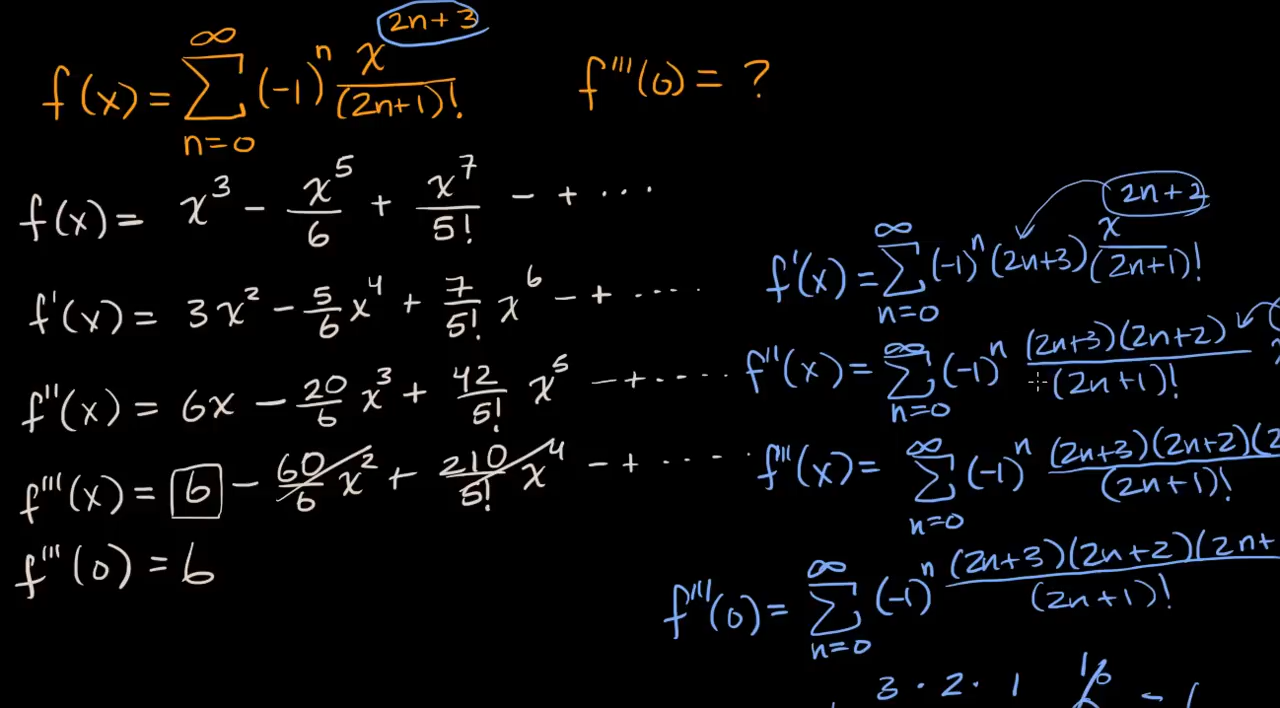 f(x) = ∞ ∑ n=0 (-1)^n x^(2n+3) / (2n+1)!    f'''(0) = ?
f(x) = x^3 - x^5/6 + x^7/5! - + ...
f'(x) = 3x^2 - 5/6 x^4 + 7/5! x^6 - + ....
f''(x) = 6x - 20/6 x^3 + 42/5! x^5 - + ....
f'''(x) = 6 - 60/6 x^2 + 210/5! x^4 - + ....
f'''(0) = 6
f'(x) = ∞ ∑ n=0 (-1)^n (2n+3) x^(2n+2) / (2n+1)!
f''(x) = ∞ ∑ n=0 (-1)^n (2n+3)(2n+2) / (2n+1)!
f'''(x) = ∞ ∑ n=0 (-1)^n (2n+3)(2n+2)(2 / (2n+1)!
f'''(0) = ∞ ∑ n=0 (-1)^n (2n+3)(2n+2)(2n+ / (2n+1)!
3 · 2 · 1